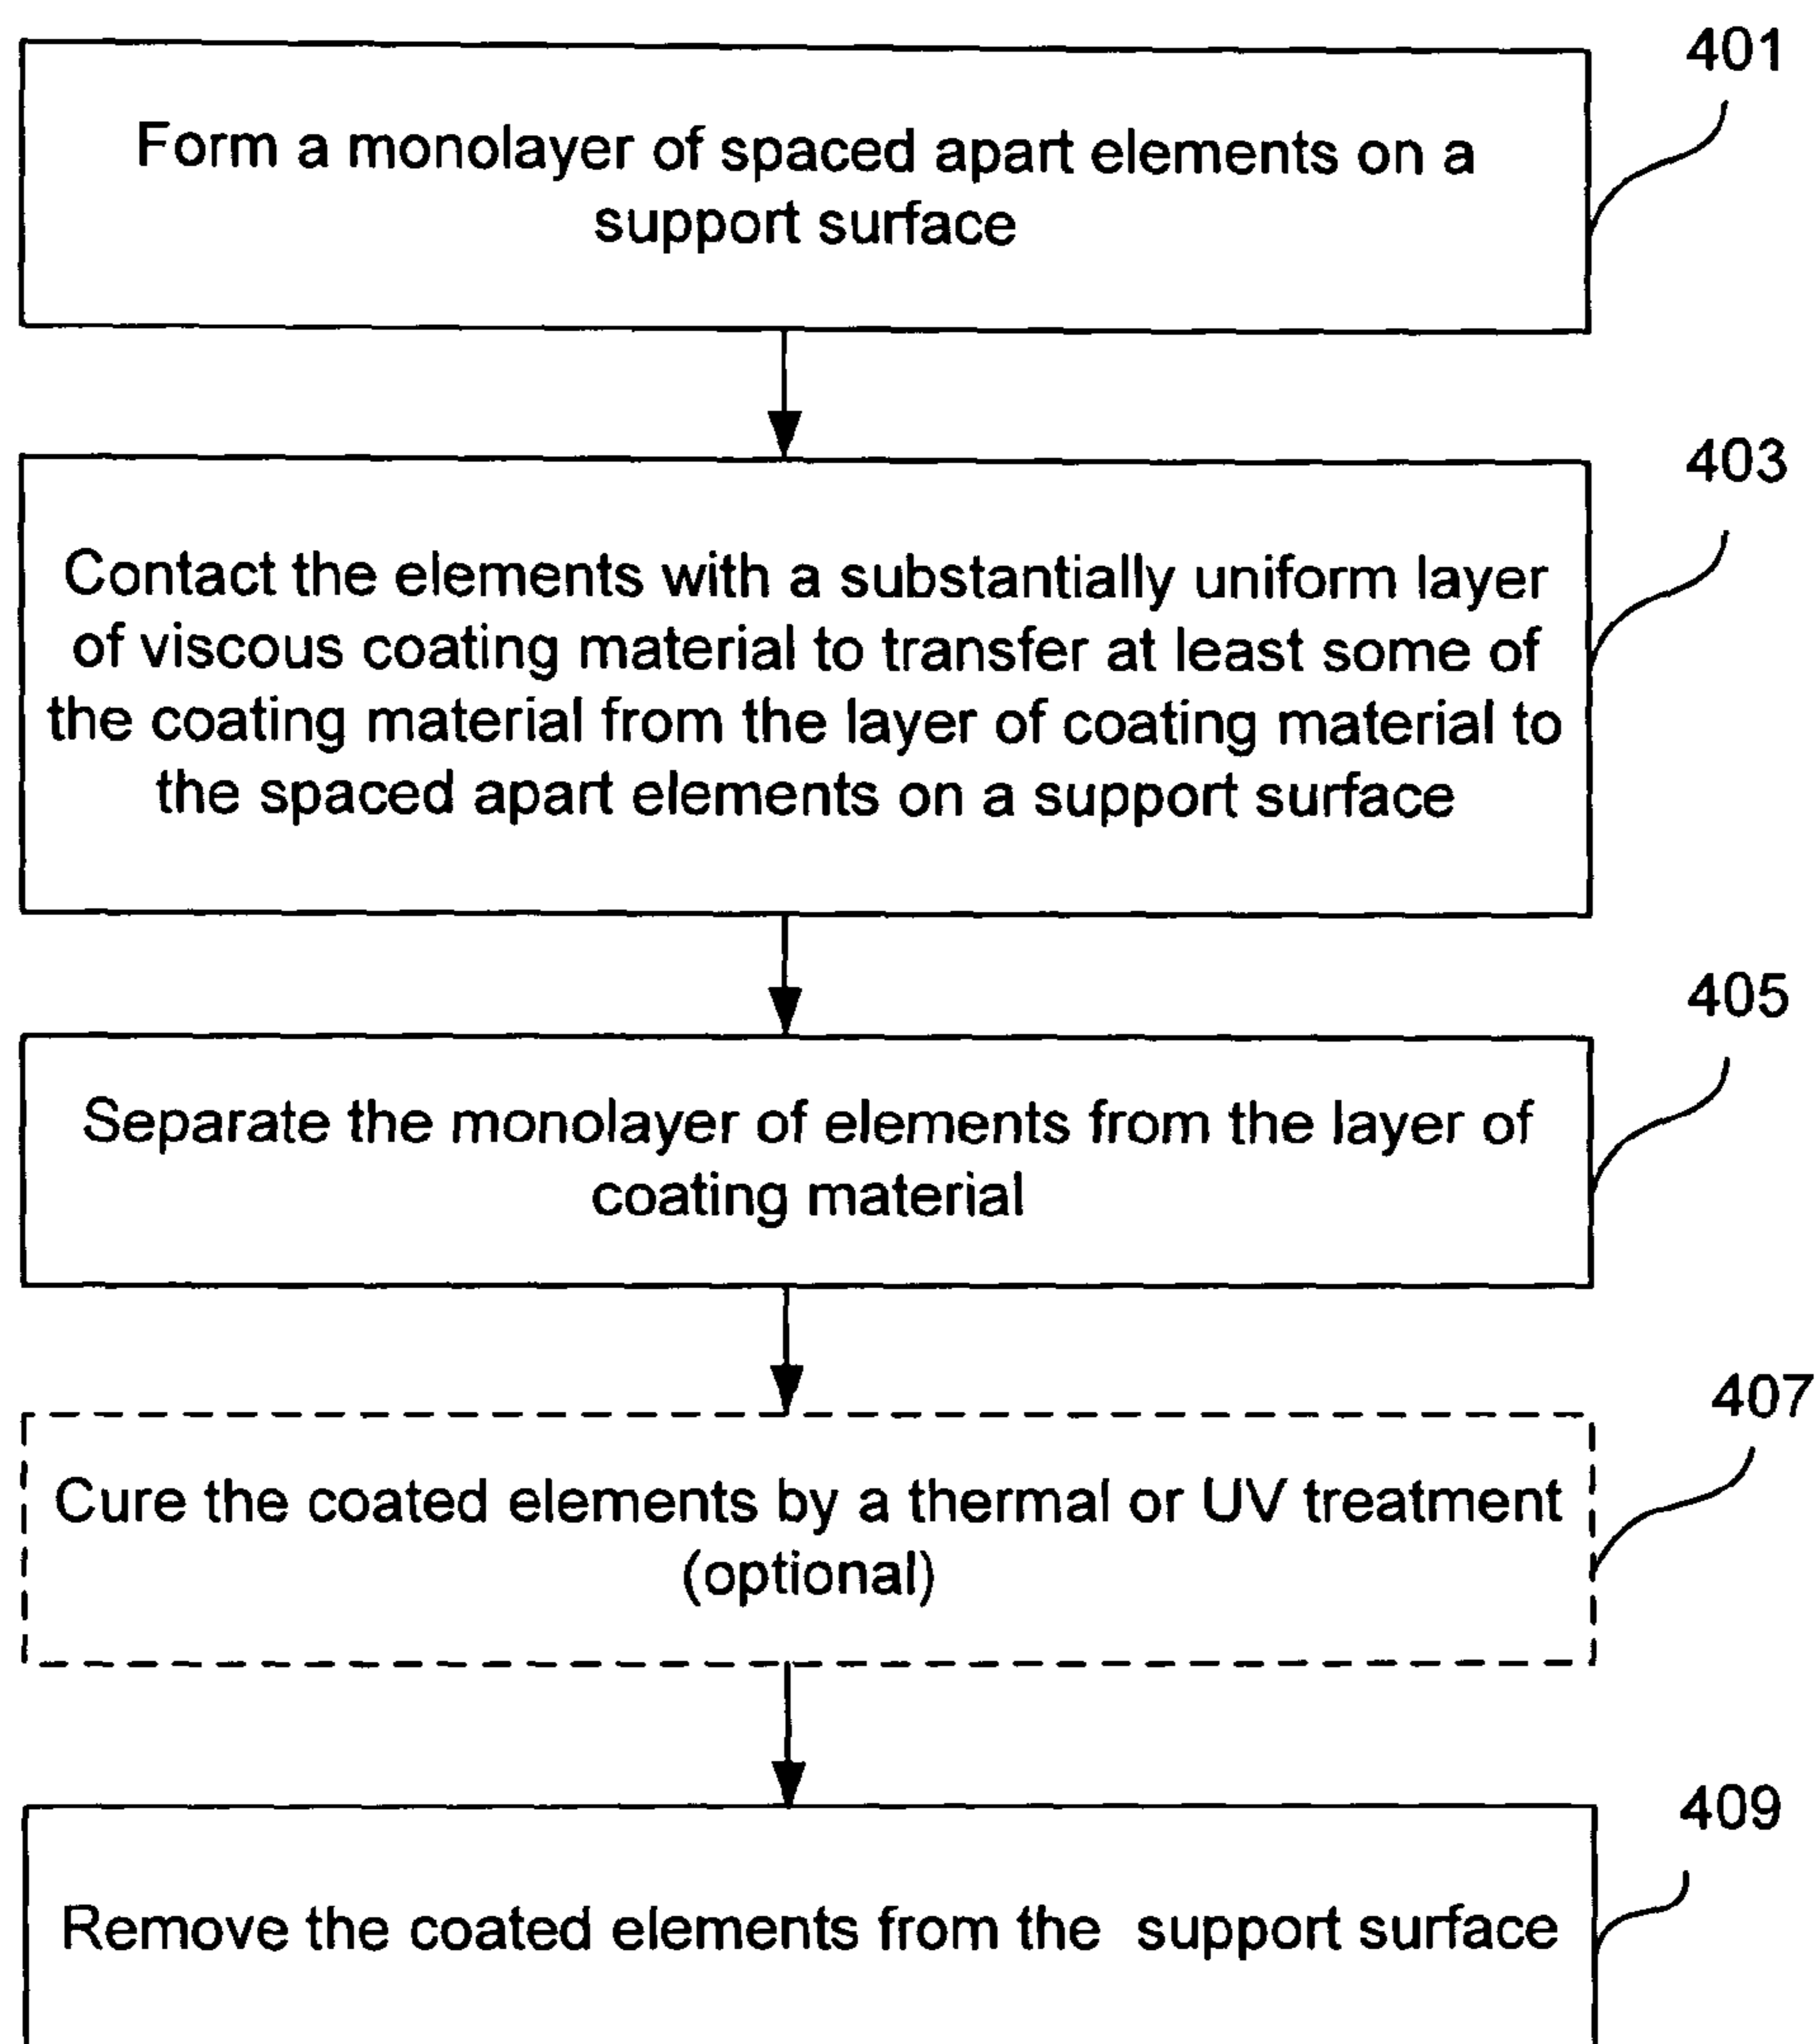 401
Form a monolayer of spaced apart elements on a
support surface
403
Contact the elements with a substantially uniform layer
of viscous coating material to transfer at least some of
the coating material from the layer of coating material to
the spaced apart elements on a support surface
405
Separate the monolayer of elements from the layer of
coating material
407
Cure the coated elements by a thermal or UV treatment
(optional)
409
Remove the coated elements from the support surface